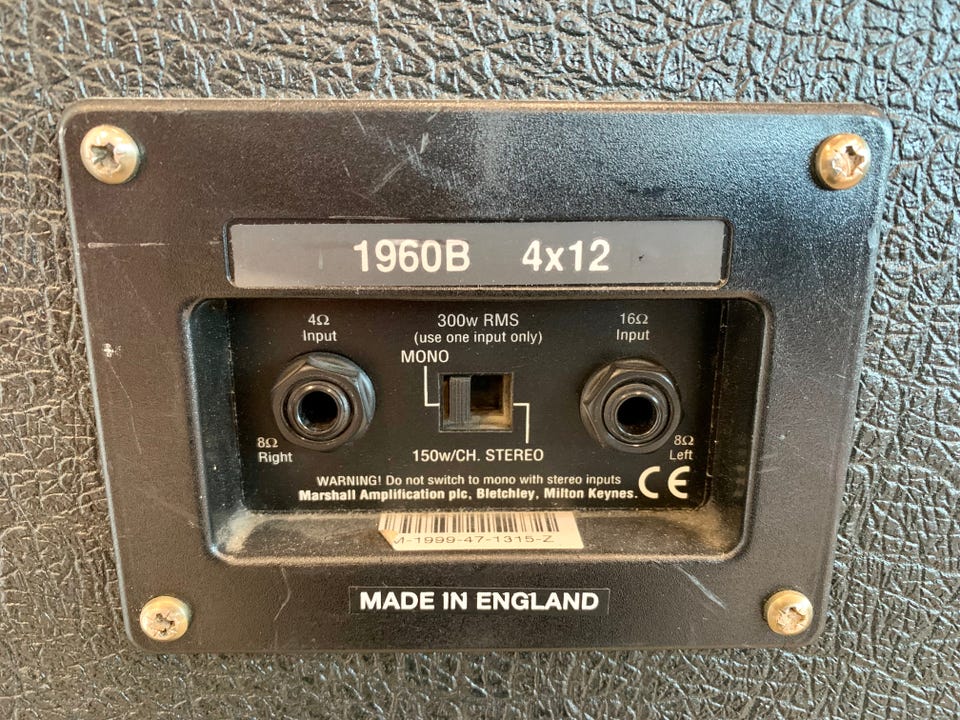 1960B 4x12
4Ω Input
300w RMS
(use one input only)
16Ω Input
MONO
8Ω Right
150w/CH. STEREO
8Ω Left
WARNING! Do not switch to mono with stereo inputs
Marshall Amplification plc, Bletchley, Milton Keynes.
CE
M-1999-47-1315-Z
MADE IN ENGLAND